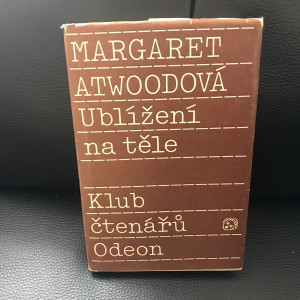 MARGARET
ATWOODOVÁ
Ublížení
na těle
Klub
čtenářů
Odeon